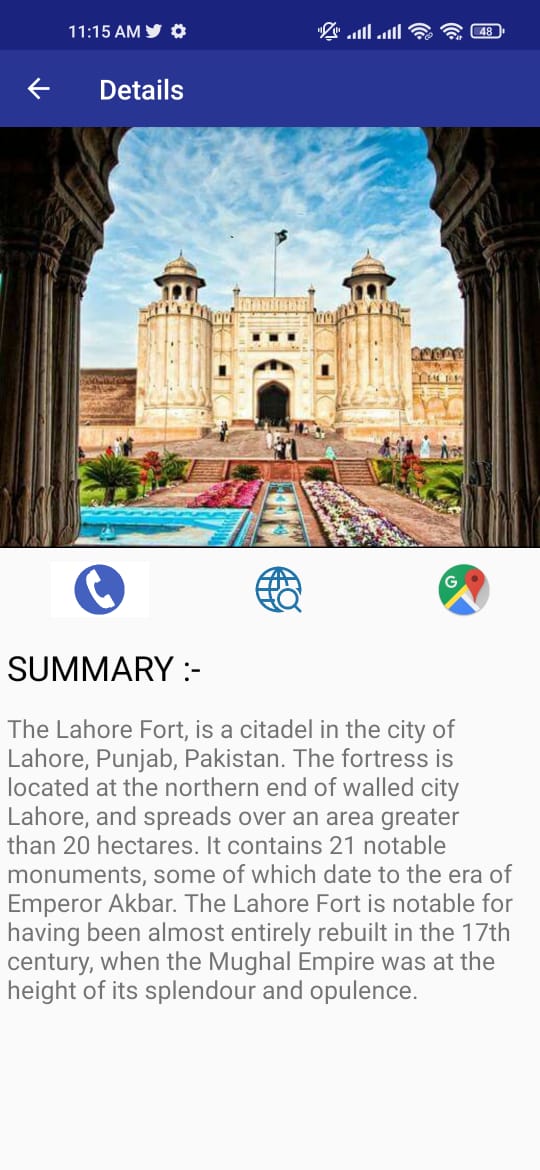 11:15 AM
48
Details
G
SUMMARY :-
The Lahore Fort, is a citadel in the city of
Lahore, Punjab, Pakistan. The fortress is
located at the northern end of walled city
Lahore, and spreads over an area greater
than 20 hectares. It contains 21 notable
monuments, some of which date to the era of
Emperor Akbar. The Lahore Fort is notable for
having been almost entirely rebuilt in the 17th
century, when the Mughal Empire was at the
height of its splendour and opulence.